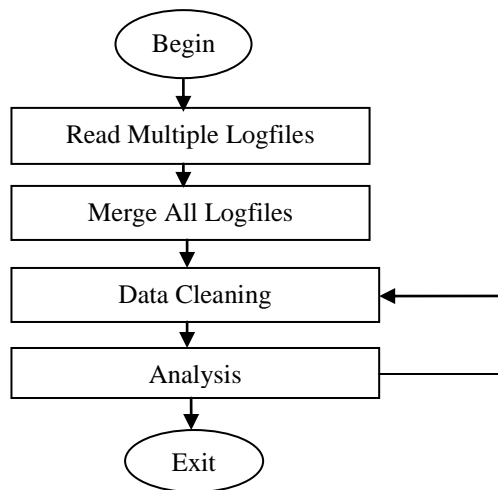 Begin
Read Multiple Logfiles
Merge All Logfiles
Data Cleaning
Analysis
Exit